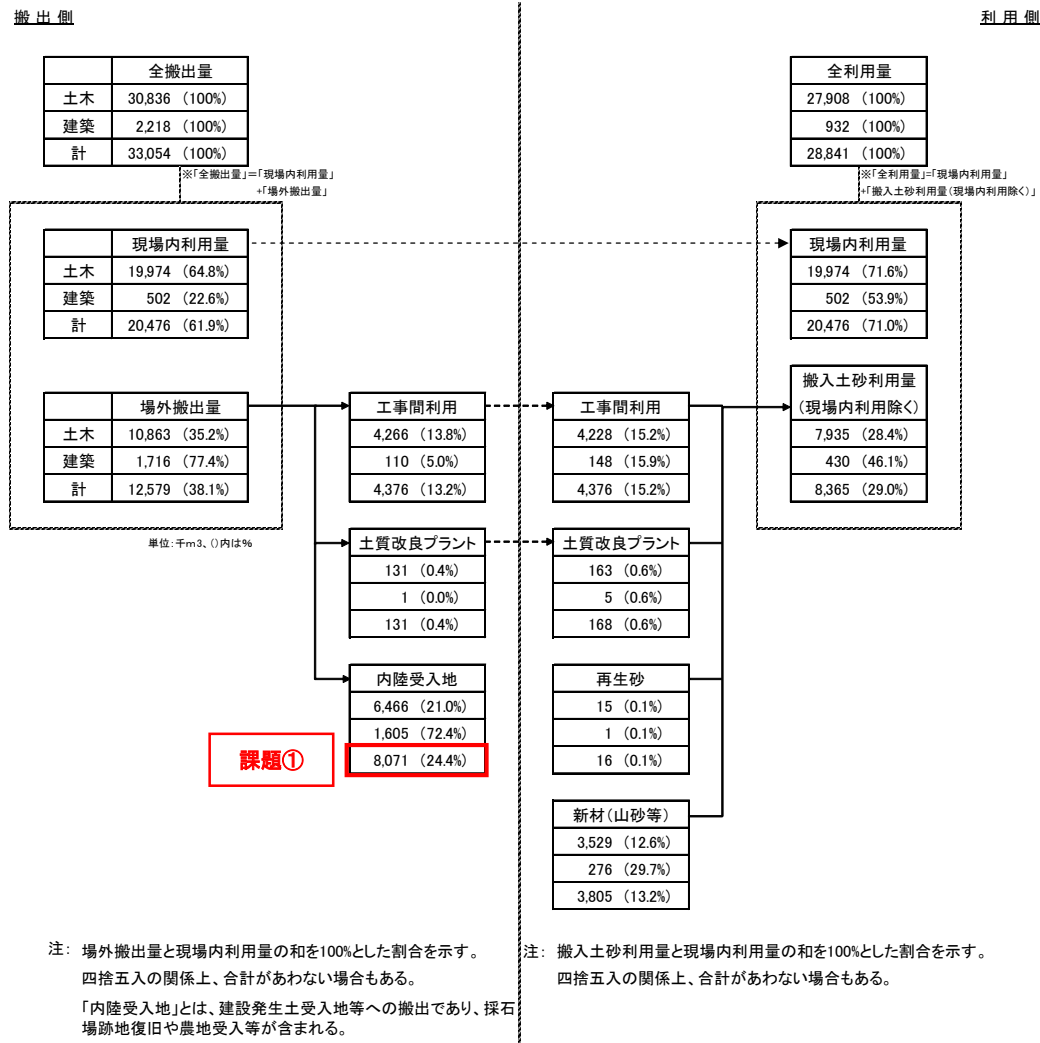 搬出側
利用側
全搬出量
土木 30,836 (100%)
建築 2,218 (100%)
計 33,054 (100%)
※「全搬出量」＝「現場内利用量」
+「場外搬出量」
全利用量
27,908 (100%)
932 (100%)
28,841 (100%)
※「全利用量」=「現場内利用量」
+「搬入土砂利用量(現場内利用除く)」
現場内利用量
土木 19,974 (64.8%)
建築 502 (22.6%)
計 20,476 (61.9%)
現場内利用量
19,974 (71.6%)
502 (53.9%)
20,476 (71.0%)
場外搬出量
土木 10,863 (35.2%)
建築 1,716 (77.4%)
計 12,579 (38.1%)
単位:千m3、()内は%
工事間利用
4,266 (13.8%)
110 (5.0%)
4,376 (13.2%)
工事間利用
4,228 (15.2%)
148 (15.9%)
4,376 (15.2%)
搬入土砂利用量
(現場内利用除く)
7,935 (28.4%)
430 (46.1%)
8,365 (29.0%)
土質改良プラント
131 (0.4%)
1 (0.0%)
131 (0.4%)
土質改良プラント
163 (0.6%)
5 (0.6%)
168 (0.6%)
内陸受入地
6,466 (21.0%)
1,605 (72.4%)
8,071 (24.4%)
課題①
再生砂
15 (0.1%)
1 (0.1%)
16 (0.1%)
新材(山砂等)
3,529 (12.6%)
276 (29.7%)
3,805 (13.2%)
注: 場外搬出量と現場内利用量の和を100%とした割合を示す。
四捨五入の関係上、合計があわない場合もある。
「内陸受入地」とは、建設発生土受入地等への搬出であり、採石
場跡地復旧や農地受入等が含まれる。
注: 搬入土砂利用量と現場内利用量の和を100%とした割合を示す。
四捨五入の関係上、合計があわない場合もある。